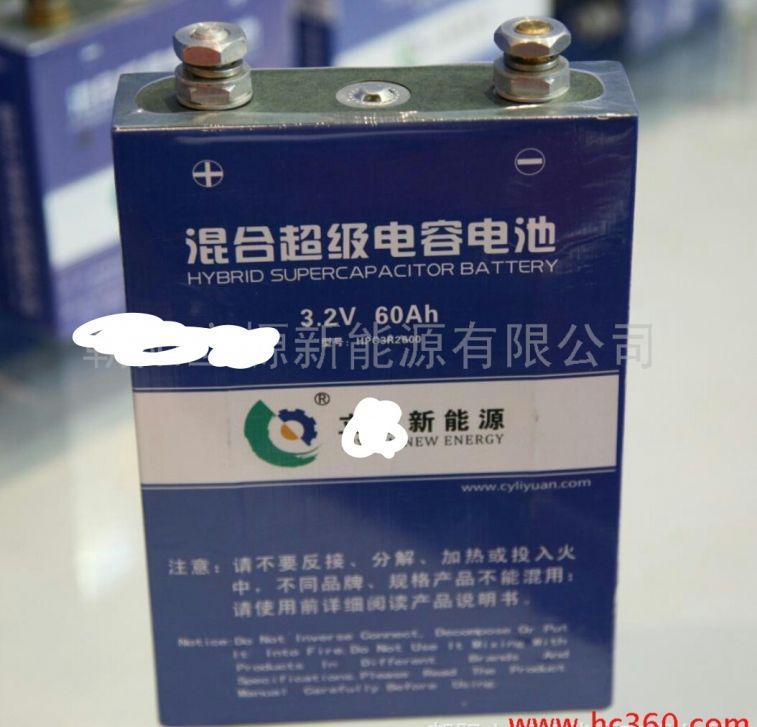 +
−
混合超级电容电池
HYBRID SUPERCAPACITOR BATTERY
3.2V 60Ah
型号: HPC3R2600
源新能源有限公司
®
新能源
NEW ENERGY
www.cyliyuan.com
注意: 请不要反接、分解、加热或投入火
中, 不同品牌、规格产品不能混用;
请使用前详细阅读产品说明书.
Notice:Do Not Inverse Connect, Decompose Or Put
It Into Fire.Do Not Use It Mixing With
Products In Different Brands And
Specifications.Please Read The Product
Manual Carefully Before Using.
www.hc360.com